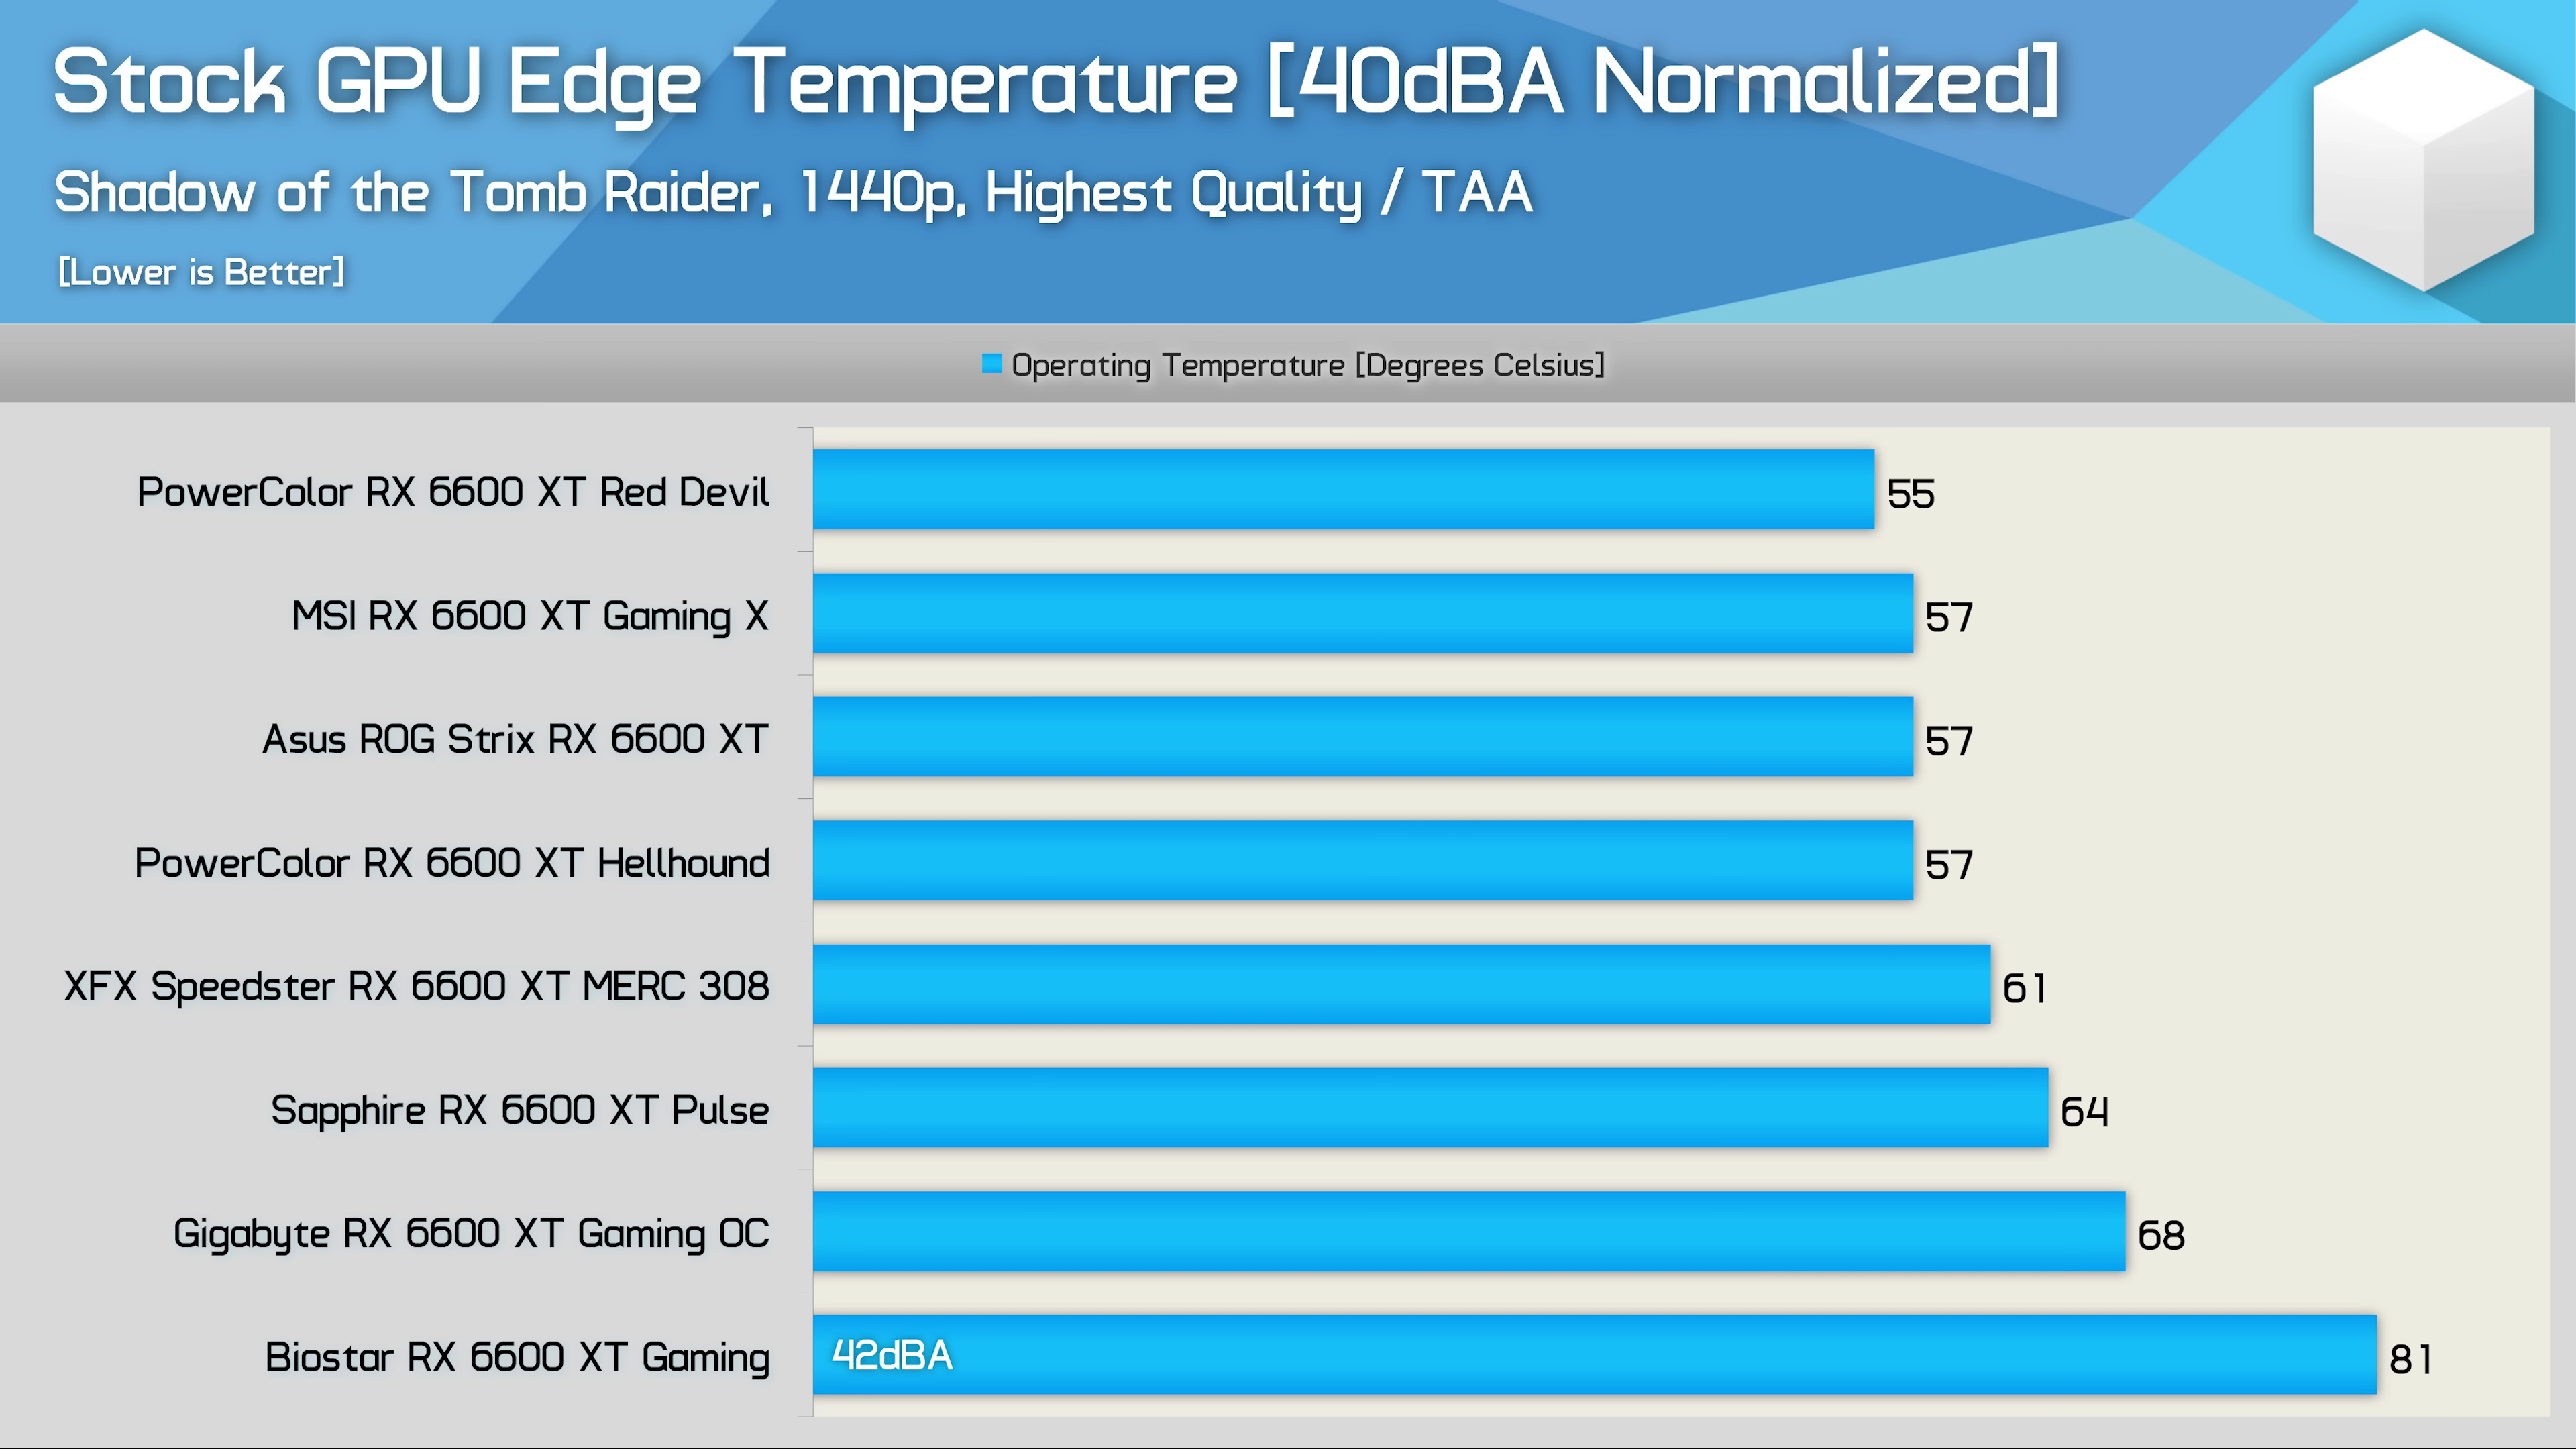 Stock GPU Edge Temperature [40dBA Normalized]
Shadow of the Tomb Raider, 1440p, Highest Quality / TAA
[Lower is Better]
Operating Temperature [Degrees Celsius]
PowerColor RX 6600 XT Red Devil 55
MSI RX 6600 XT Gaming X 57
Asus ROG Strix RX 6600 XT 57
PowerColor RX 6600 XT Hellhound 57
XFX Speedster RX 6600 XT MERC 308 61
Sapphire RX 6600 XT Pulse 64
Gigabyte RX 6600 XT Gaming OC 68
Biostar RX 6600 XT Gaming 42dBA 81